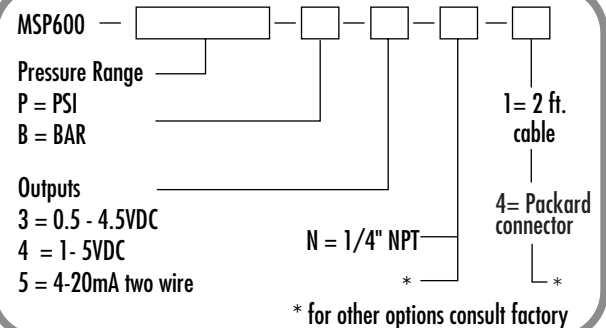 MSP600 — — — — —
Pressure Range
P = PSI
B = BAR
Outputs
3 = 0.5 - 4.5VDC
4 = 1- 5VDC
5 = 4-20mA two wire
N = 1/4" NPT
*
1= 2 ft.
cable
4= Packard
connector
*
* for other options consult factory